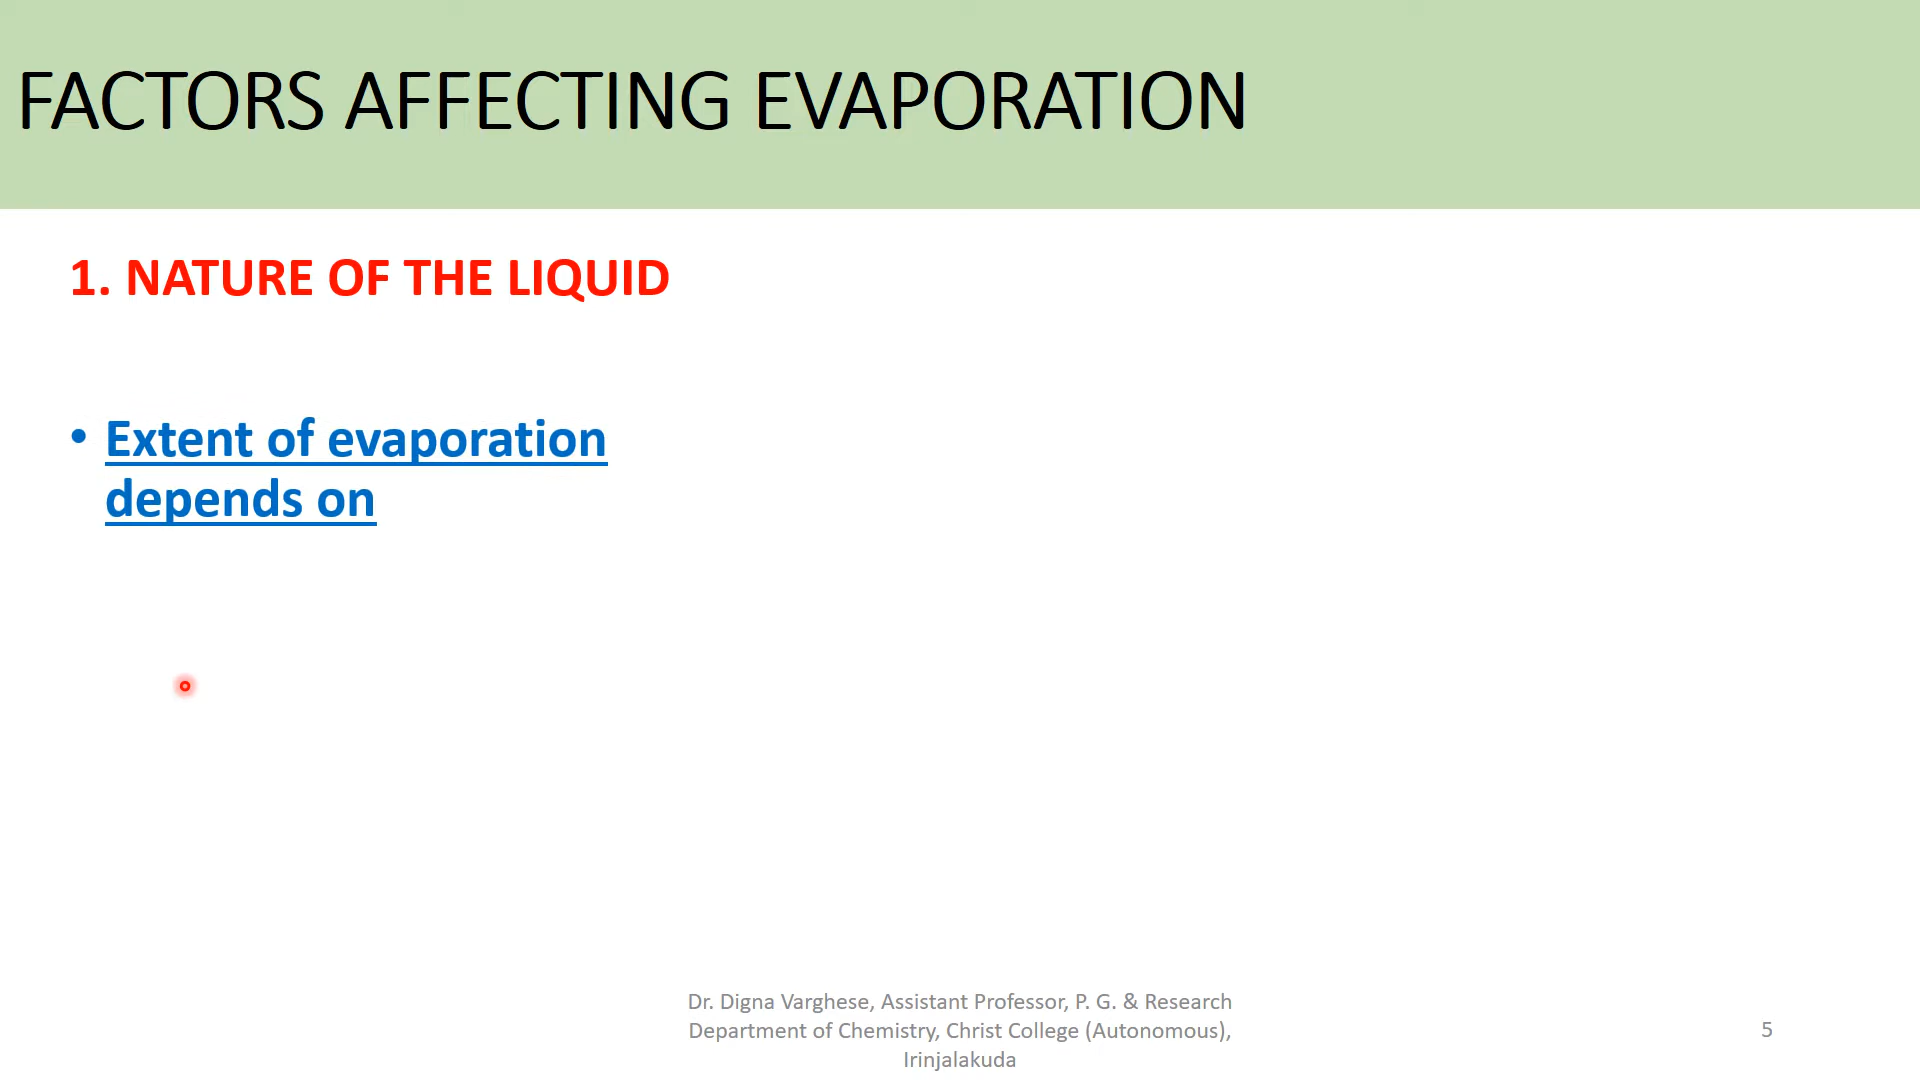 FACTORS AFFECTING EVAPORATION
1. NATURE OF THE LIQUID
• Extent of evaporation
depends on
Dr. Digna Varghese, Assistant Professor, P. G. & Research
Department of Chemistry, Christ College (Autonomous),
Irinjalakuda
5